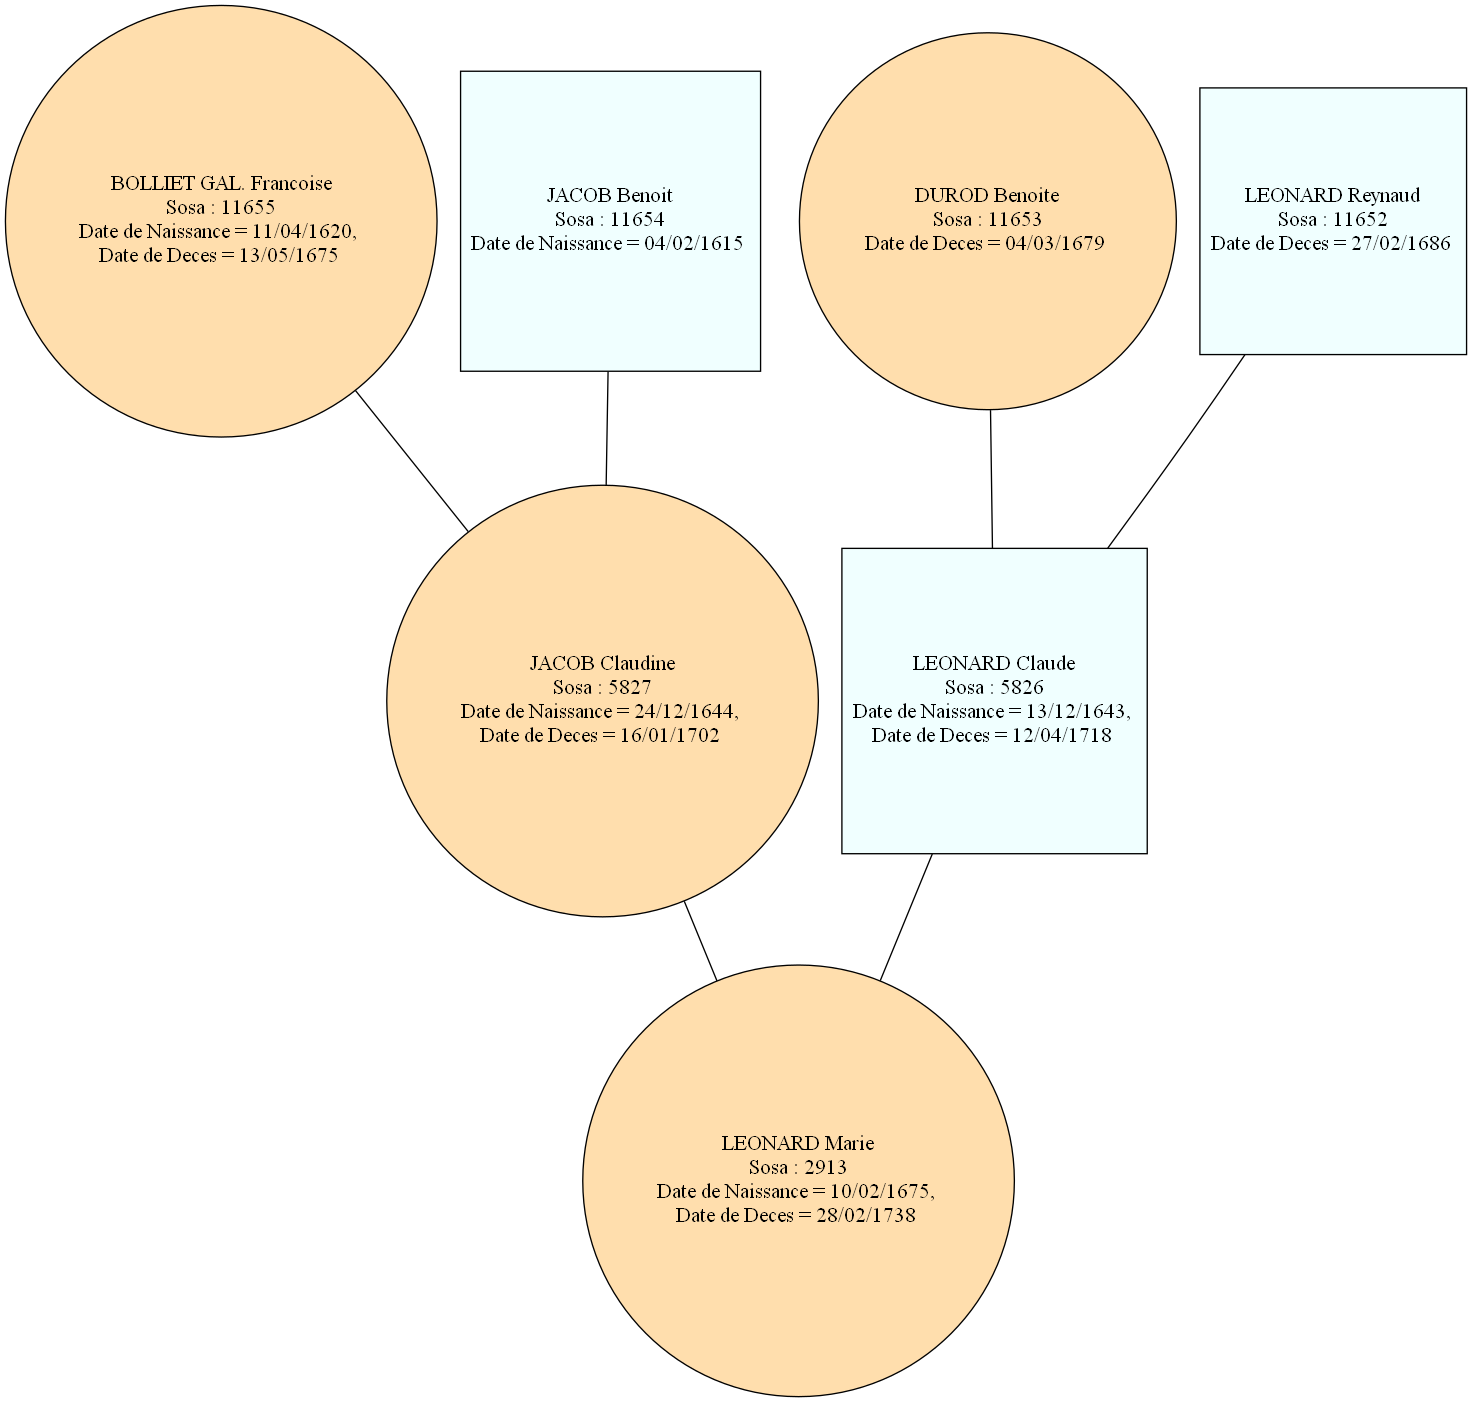 BOLLIET GAL. Francoise
Sosa : 11655
Date de Naissance = 11/04/1620,
Date de Deces = 13/05/1675
JACOB Benoit
Sosa : 11654
Date de Naissance = 04/02/1615
DUROD Benoite
Sosa : 11653
Date de Deces = 04/03/1679
LEONARD Reynaud
Sosa : 11652
Date de Deces = 27/02/1686
JACOB Claudine
Sosa : 5827
Date de Naissance = 24/12/1644,
Date de Deces = 16/01/1702
LEONARD Claude
Sosa : 5826
Date de Naissance = 13/12/1643,
Date de Deces = 12/04/1718
LEONARD Marie
Sosa : 2913
Date de Naissance = 10/02/1675,
Date de Deces = 28/02/1738